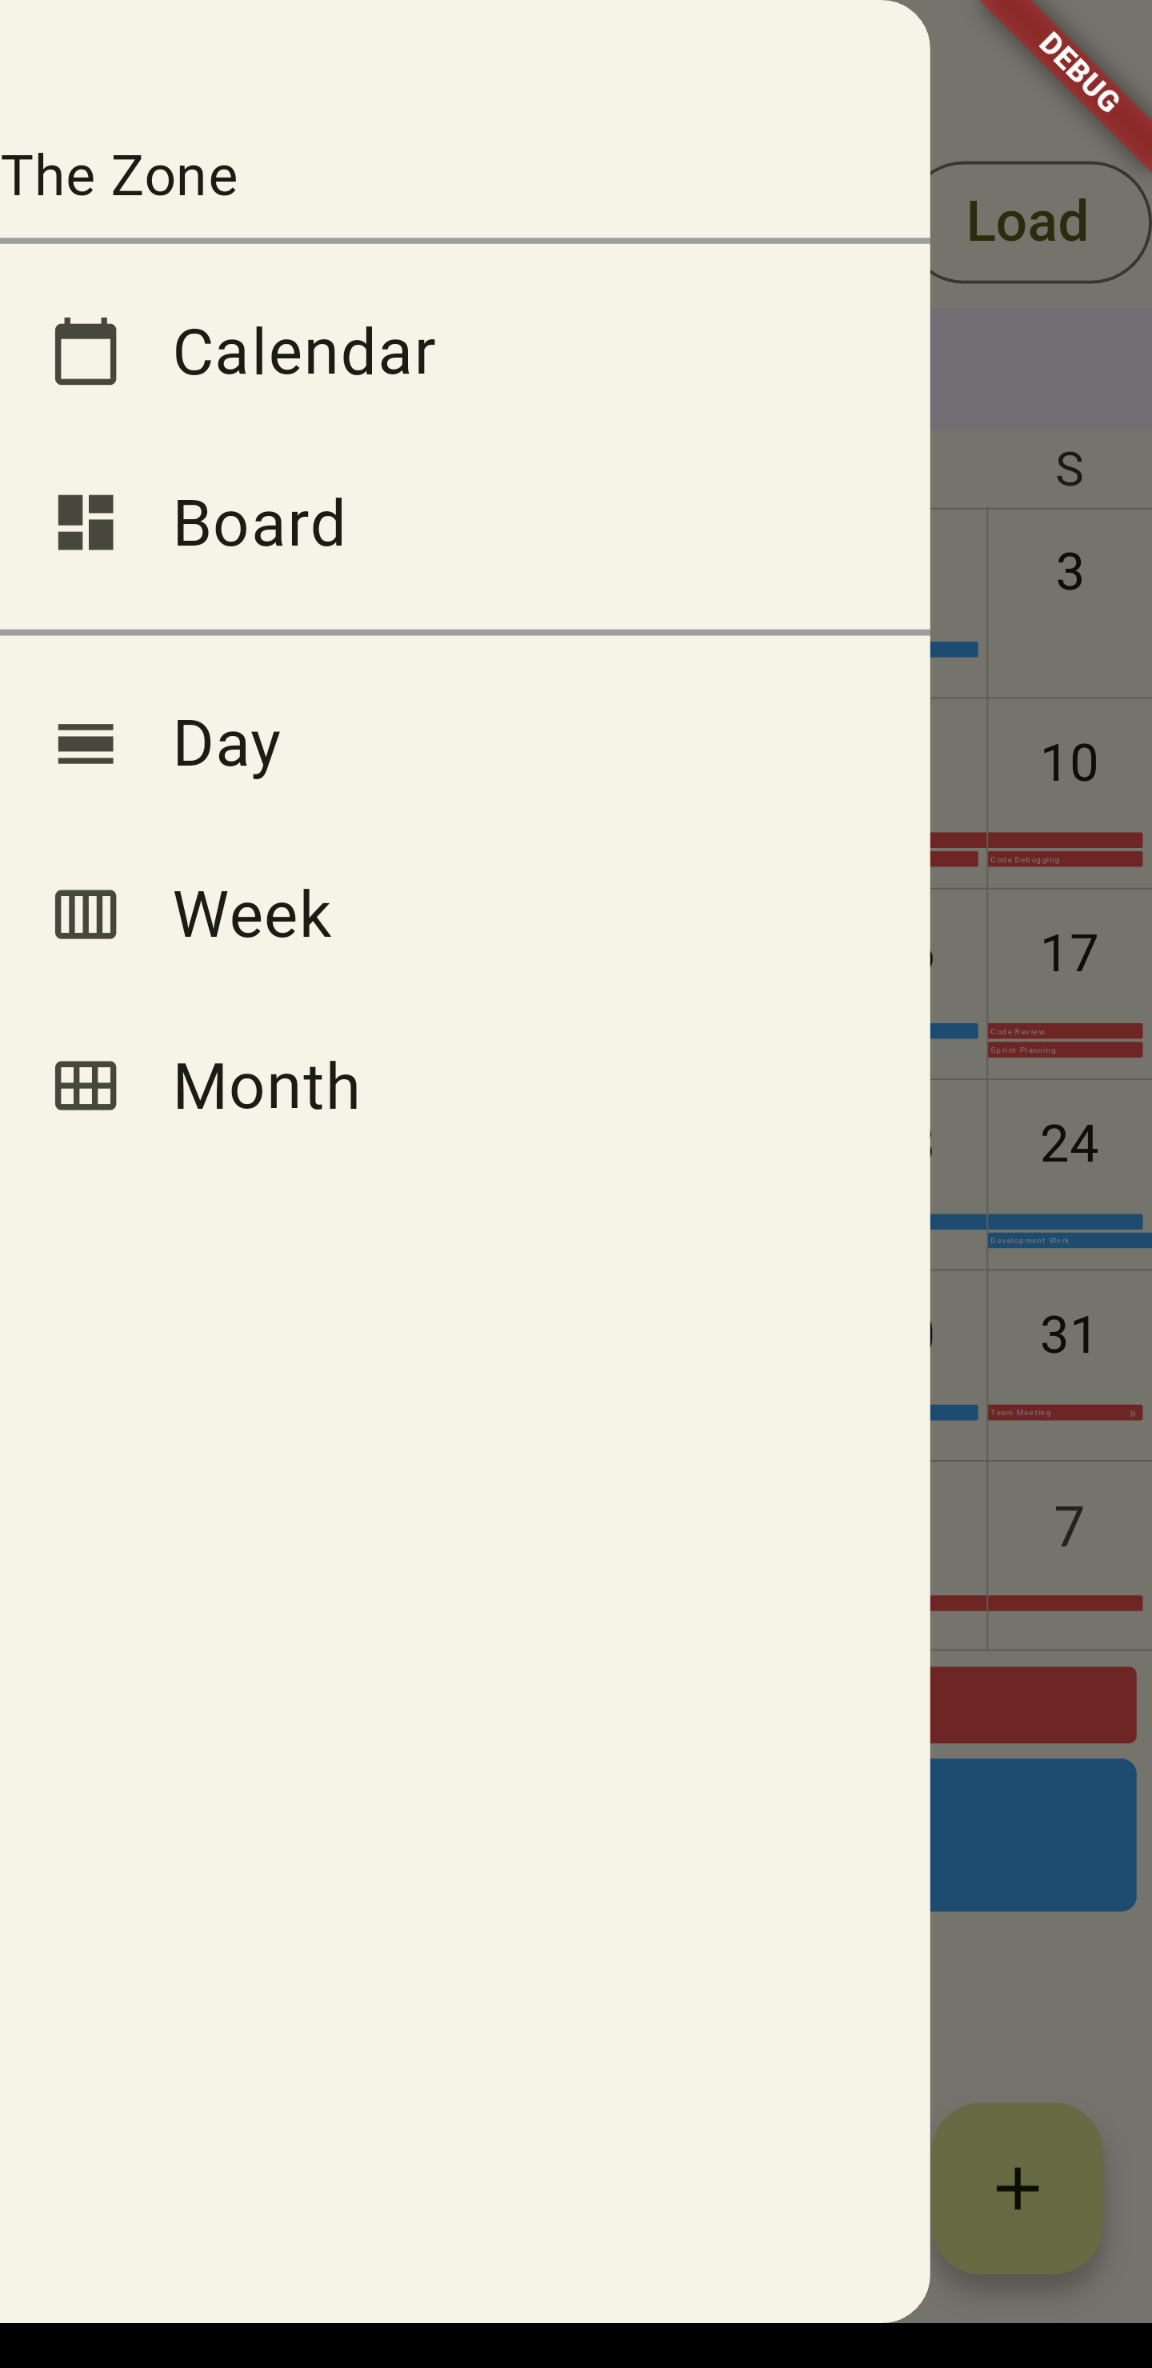 DEBUG
The Zone
Load
Calendar
S
Board
3
Day
10
Code Debugging
Week
17
Code Review
Sprint Planning
Month
24
Development Work
31
Team Meeting »
7
+